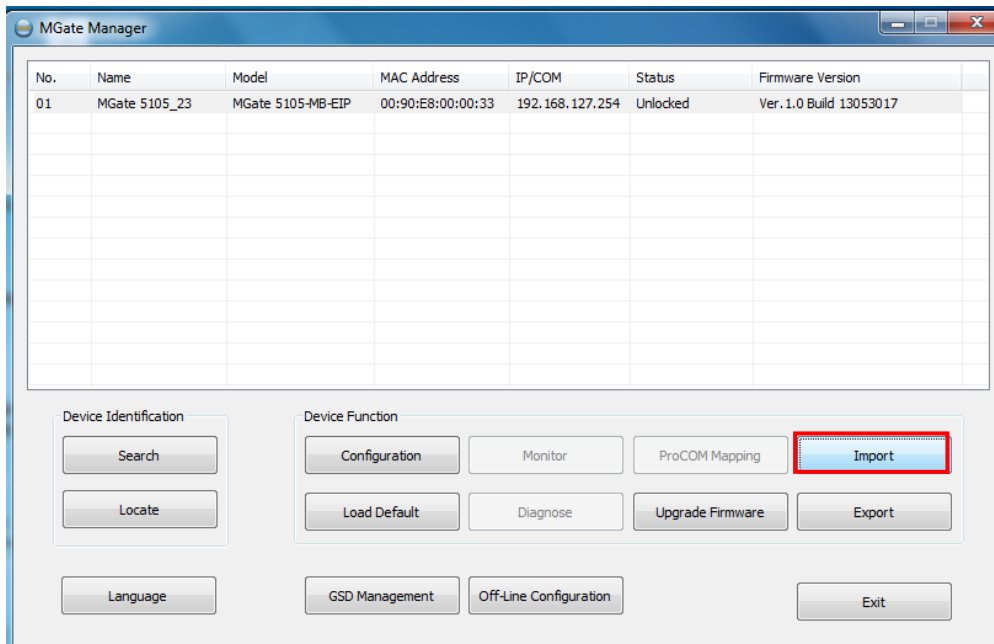 MGate Manager
No. Name Model MAC Address IP/COM Status Firmware Version
01 MGate 5105_23 MGate 5105-MB-EIP 00:90:E8:00:00:33 192.168.127.254 Unlocked Ver.1.0 Build 13053017
Device Identification Device Function
Search Configuration Monitor ProCOM Mapping Import
Locate Load Default Diagnose Upgrade Firmware Export
Language GSD Management Off-Line Configuration Exit